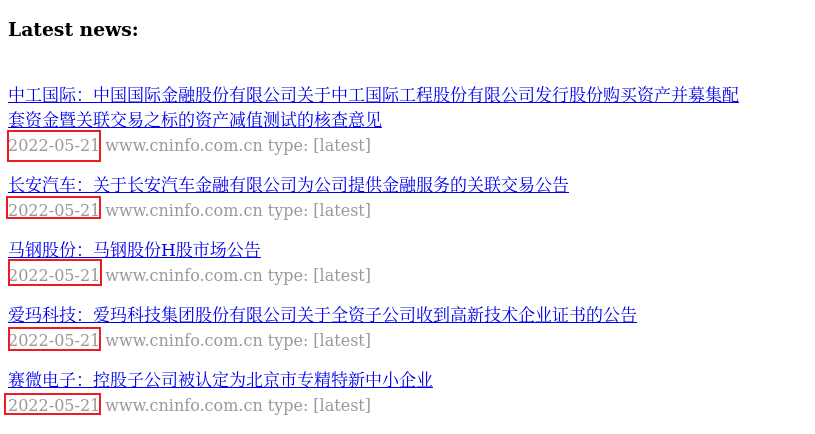 Latest news:
中工国际：中国国际金融股份有限公司关于中工国际工程股份有限公司发行股份购买资产并募集配
套资金暨关联交易之标的资产减值测试的核查意见
2022-05-21 www.cninfo.com.cn type: [latest]
长安汽车：关于长安汽车金融有限公司为公司提供金融服务的关联交易公告
2022-05-21 www.cninfo.com.cn type: [latest]
马钢股份：马钢股份H股市场公告
2022-05-21 www.cninfo.com.cn type: [latest]
爱玛科技：爱玛科技集团股份有限公司关于全资子公司收到高新技术企业证书的公告
2022-05-21 www.cninfo.com.cn type: [latest]
赛微电子：控股子公司被认定为北京市专精特新中小企业
2022-05-21 www.cninfo.com.cn type: [latest]